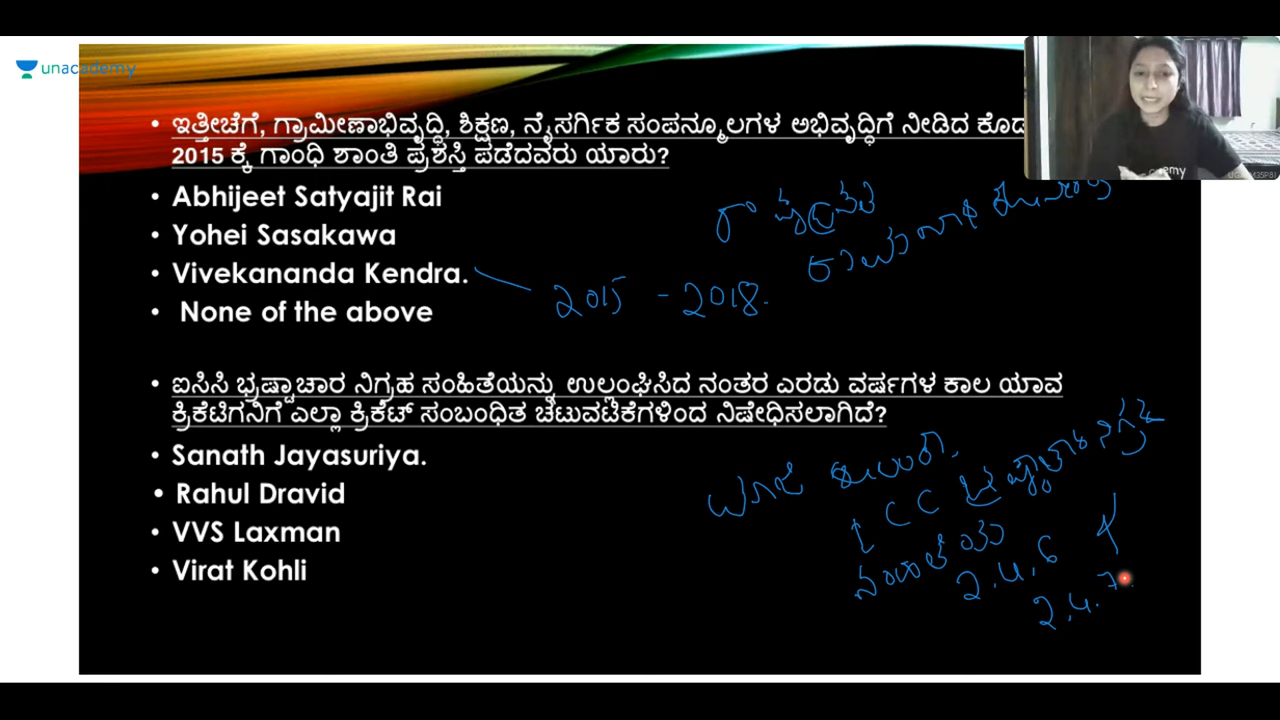 unacademy
• ಇತ್ತೀಚೆಗೆ, ಗ್ರಾಮೀಣಾಭಿವೃದ್ಧಿ, ಶಿಕ್ಷಣ, ನೈಸರ್ಗಿಕ ಸಂಪನ್ಮೂಲಗಳ ಅಭಿವೃದ್ಧಿಗೆ ನೀಡಿದ
2015 ಕ್ಕೆ ಗಾಂಧಿ ಶಾಂತಿ ಪ್ರಶಸ್ತಿ ಪಡೆದವರು ಯಾರು?
• Abhijeet Satyajit Rai
• Yohei Sasakawa
• Vivekananda Kendra.
2015 - 2018.
• None of the above
• ಐಸಿಸಿ ಭ್ರಷ್ಟಾಚಾರ ನಿಗ್ರಹ ಸಂಹಿತೆಯನ್ನು ಉಲ್ಲಂಘಿಸಿದ ನಂತರ ಎರಡು ವರ್ಷಗಳ ಕಾಲ ಯಾವ
ಕ್ರಿಕೆಟಿಗನಿಗೆ ಎಲ್ಲಾ ಕ್ರಿಕೆಟ್ ಸಂಬಂಧಿತ ಚಟುವಟಿಕೆಗಳಿಂದ ನಿಷೇಧಿಸಲಾಗಿದೆ?
• Sanath Jayasuriya.
• Rahul Dravid
• VVS Laxman
• Virat Kohli
2.4.6
2.4.7